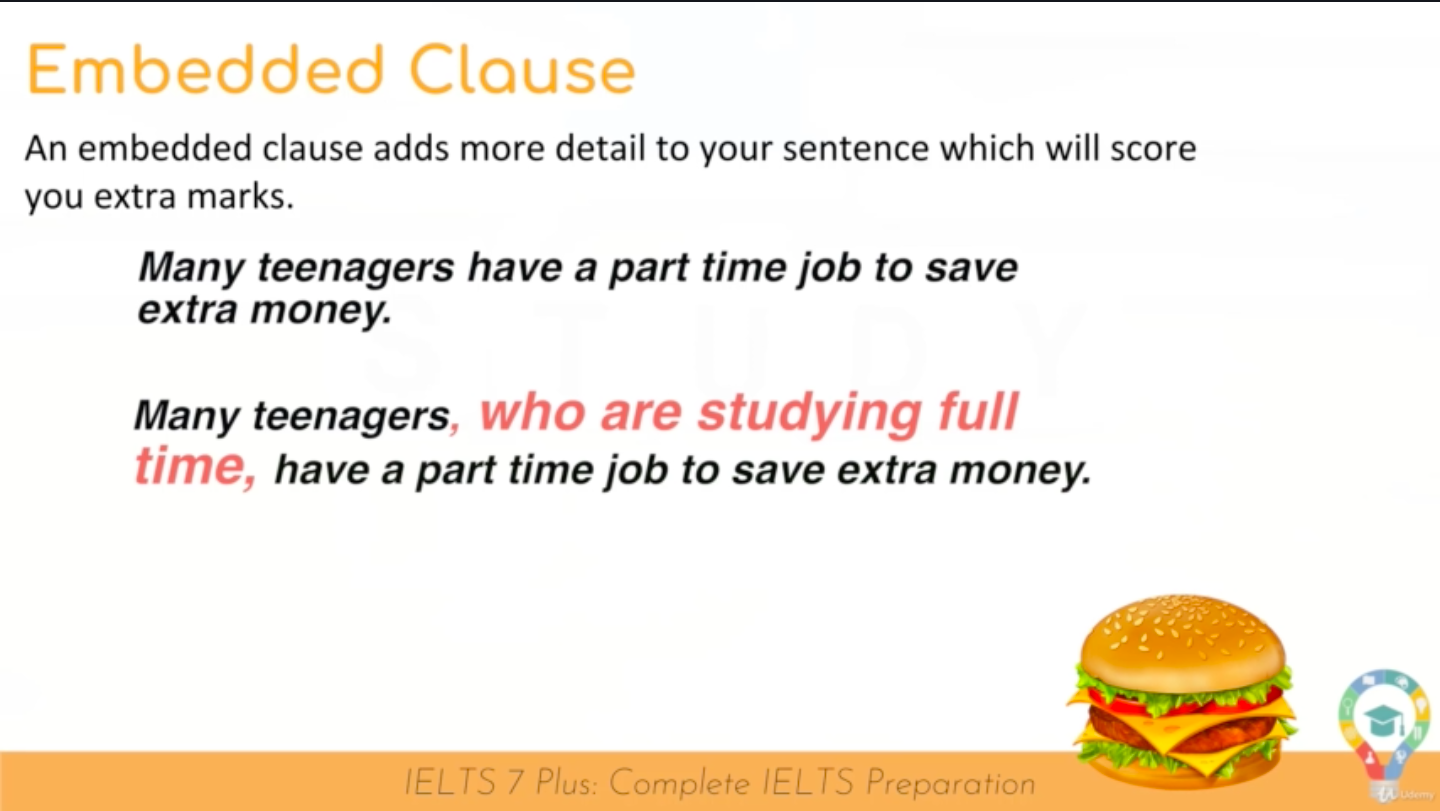 Embedded Clause
An embedded clause adds more detail to your sentence which will score
you extra marks.
Many teenagers have a part time job to save
extra money.
STUDY
Many teenagers, who are studying full
time, have a part time job to save extra money.
IELTS 7 Plus: Complete IELTS Preparation
Udemy